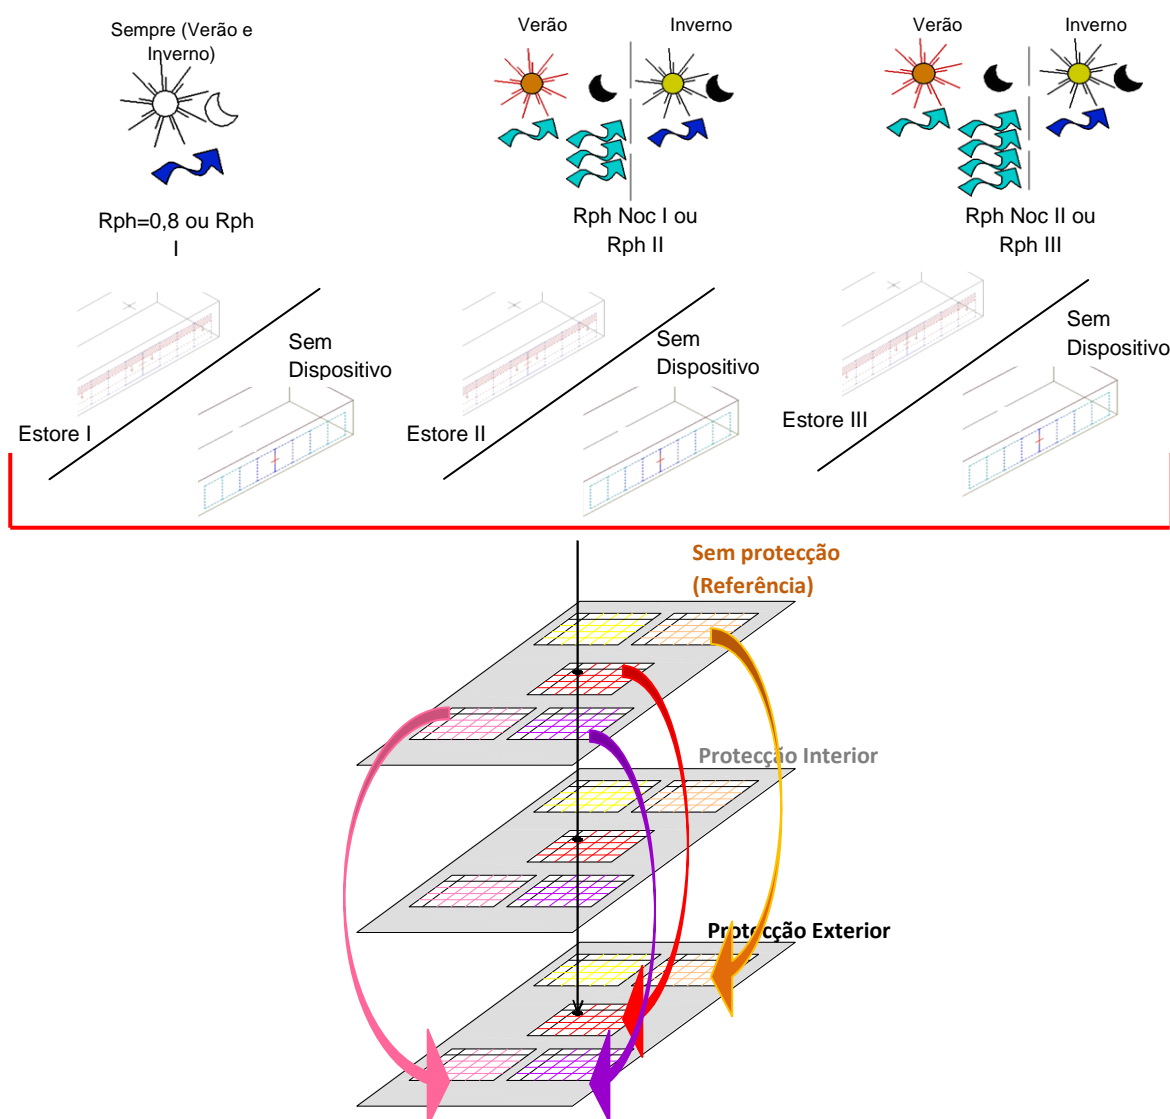 Sempre (Verão e
Inverno)
Verão
Inverno
Verão
Inverno
Rph=0,8 ou Rph
I
Rph Noc I ou
Rph II
Rph Noc II ou
Rph III
Estore I
Sem
Dispositivo
Estore II
Sem
Dispositivo
Estore III
Sem
Dispositivo
Sem protecção
(Referência)
Protecção Interior
Protecção Exterior